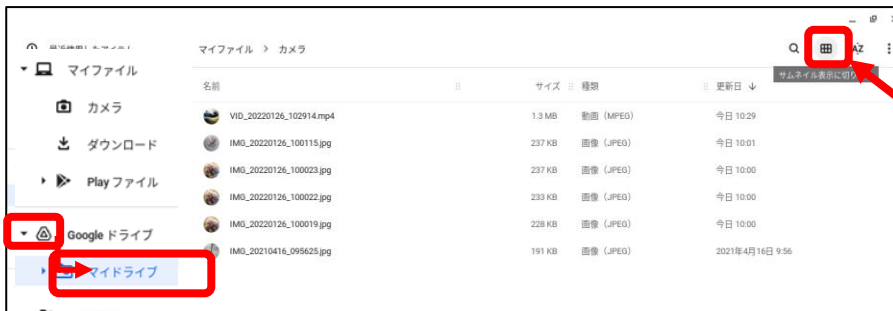 マイファイル > カメラ
AZ
サムネイル表示に切り
マイファイル
カメラ
ダウンロード
Play ファイル
Google ドライブ
マイドライブ
名前 サイズ 種類 更新日 ↓
VID_20220126_102914.mp4 1.3 MB 動画 (MPEG) 今日 10:29
IMG_20220126_100115.jpg 237 KB 画像 (JPEG) 今日 10:01
IMG_20220126_100023.jpg 237 KB 画像 (JPEG) 今日 10:00
IMG_20220126_100022.jpg 233 KB 画像 (JPEG) 今日 10:00
IMG_20220126_100019.jpg 228 KB 画像 (JPEG) 今日 10:00
IMG_20210416_095625.jpg 191 KB 画像 (JPEG) 2021年4月16日 9:56